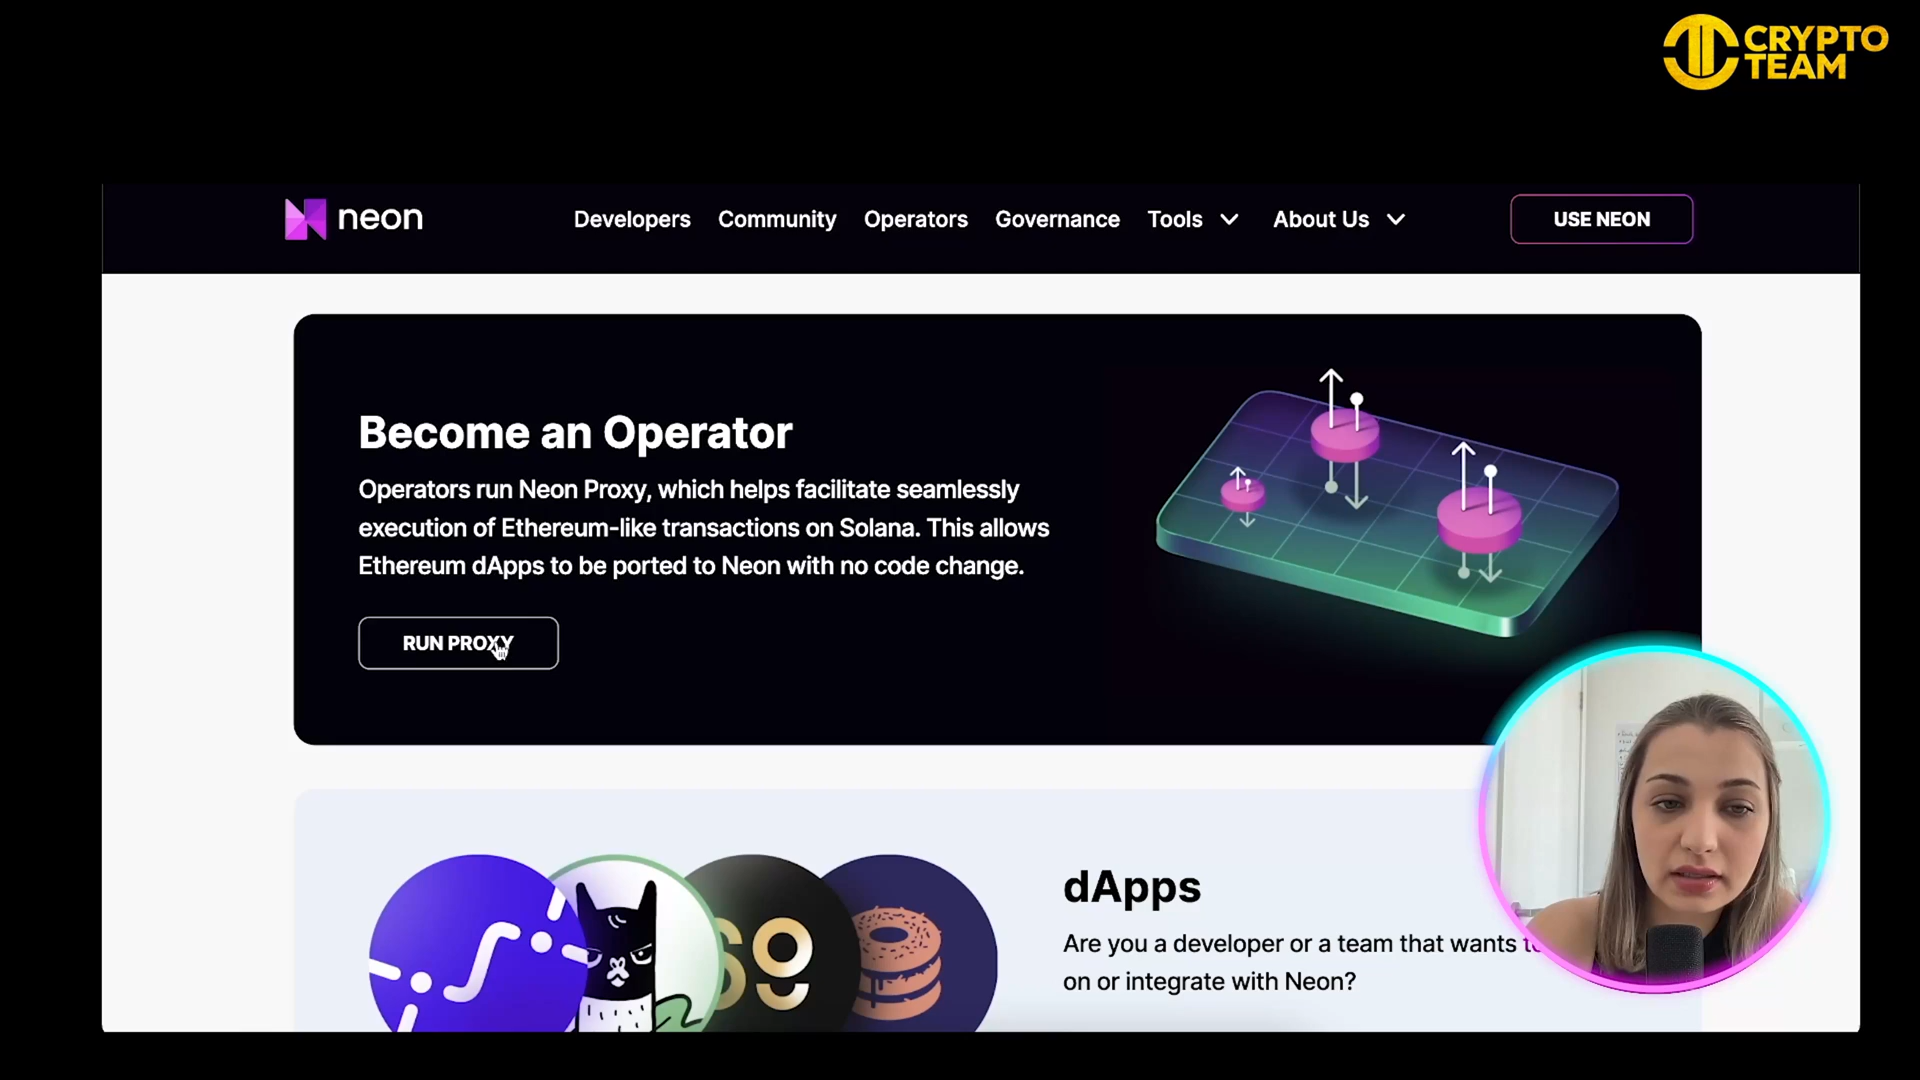 CRYPTO
TEAM
neon
Developers
Community
Operators
Governance
Tools
About Us
USE NEON
Become an Operator
Operators run Neon Proxy, which helps facilitate seamlessly
execution of Ethereum-like transactions on Solana. This allows
Ethereum dApps to be ported to Neon with no code change.
RUN PROXY
dApps
Are you a developer or a team that wants
on or integrate with Neon?